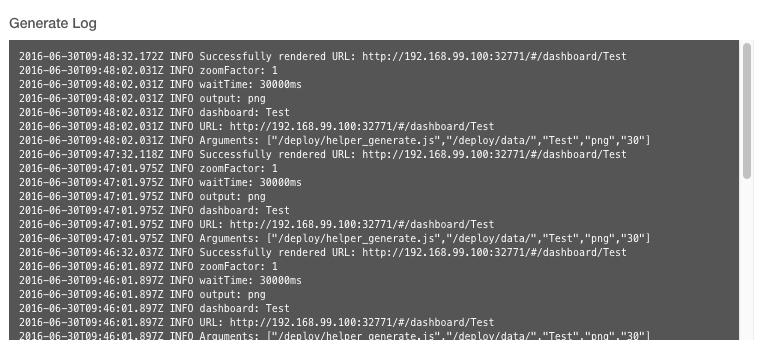 Generate Log
2016-06-30T09:48:32.172Z INFO Successfully rendered URL: http://192.168.99.100:32771/#/dashboard/Test
2016-06-30T09:48:02.031Z INFO zoomFactor: 1
2016-06-30T09:48:02.031Z INFO waitTime: 30000ms
2016-06-30T09:48:02.031Z INFO output: png
2016-06-30T09:48:02.031Z INFO dashboard: Test
2016-06-30T09:48:02.031Z INFO URL: http://192.168.99.100:32771/#/dashboard/Test
2016-06-30T09:48:02.031Z INFO Arguments: ["/deploy/helper_generate.js","/deploy/data/","Test","png","30"]
2016-06-30T09:47:32.118Z INFO Successfully rendered URL: http://192.168.99.100:32771/#/dashboard/Test
2016-06-30T09:47:01.975Z INFO zoomFactor: 1
2016-06-30T09:47:01.975Z INFO waitTime: 30000ms
2016-06-30T09:47:01.975Z INFO output: png
2016-06-30T09:47:01.975Z INFO dashboard: Test
2016-06-30T09:47:01.975Z INFO URL: http://192.168.99.100:32771/#/dashboard/Test
2016-06-30T09:47:01.975Z INFO Arguments: ["/deploy/helper_generate.js","/deploy/data/","Test","png","30"]
2016-06-30T09:46:32.037Z INFO Successfully rendered URL: http://192.168.99.100:32771/#/dashboard/Test
2016-06-30T09:46:01.897Z INFO zoomFactor: 1
2016-06-30T09:46:01.897Z INFO waitTime: 30000ms
2016-06-30T09:46:01.897Z INFO output: png
2016-06-30T09:46:01.897Z INFO dashboard: Test
2016-06-30T09:46:01.897Z INFO URL: http://192.168.99.100:32771/#/dashboard/Test
2016-06-30T09:46:01.897Z INFO Arguments: ["/deploy/helper_generate.js","/deploy/data/","Test","png","30"]